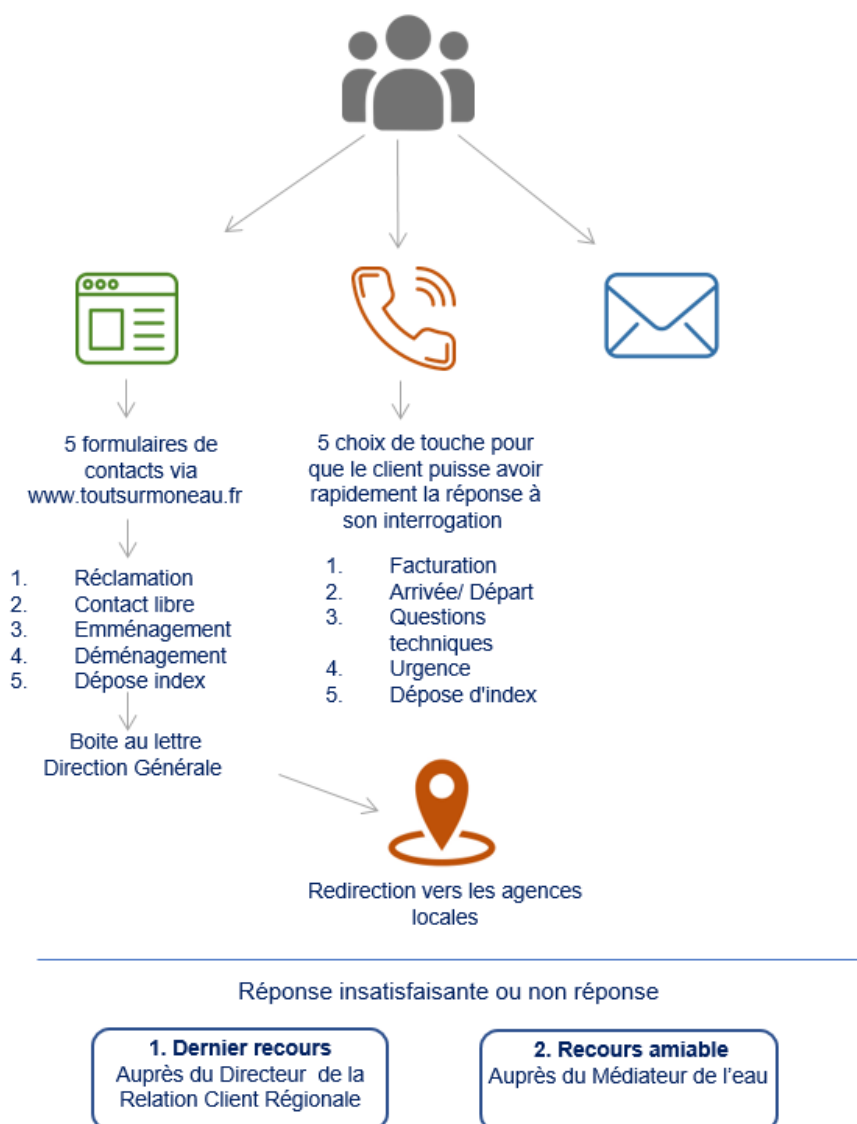 5 formulaires de
contacts via
www.toutsurmoneau.fr
1. Réclamation
2. Contact libre
3. Emménagement
4. Déménagement
5. Dépose index
Boite au lettre
Direction Générale
5 choix de touche pour
que le client puisse avoir
rapidement la réponse à
son interrogation
1. Facturation
2. Arrivée/ Départ
3. Questions
techniques
4. Urgence
5. Dépose d'index
Redirection vers les agences
locales
Réponse insatisfaisante ou non réponse
1. Dernier recours
Auprès du Directeur de la
Relation Client Régionale
2. Recours amiable
Auprès du Médiateur de l’eau